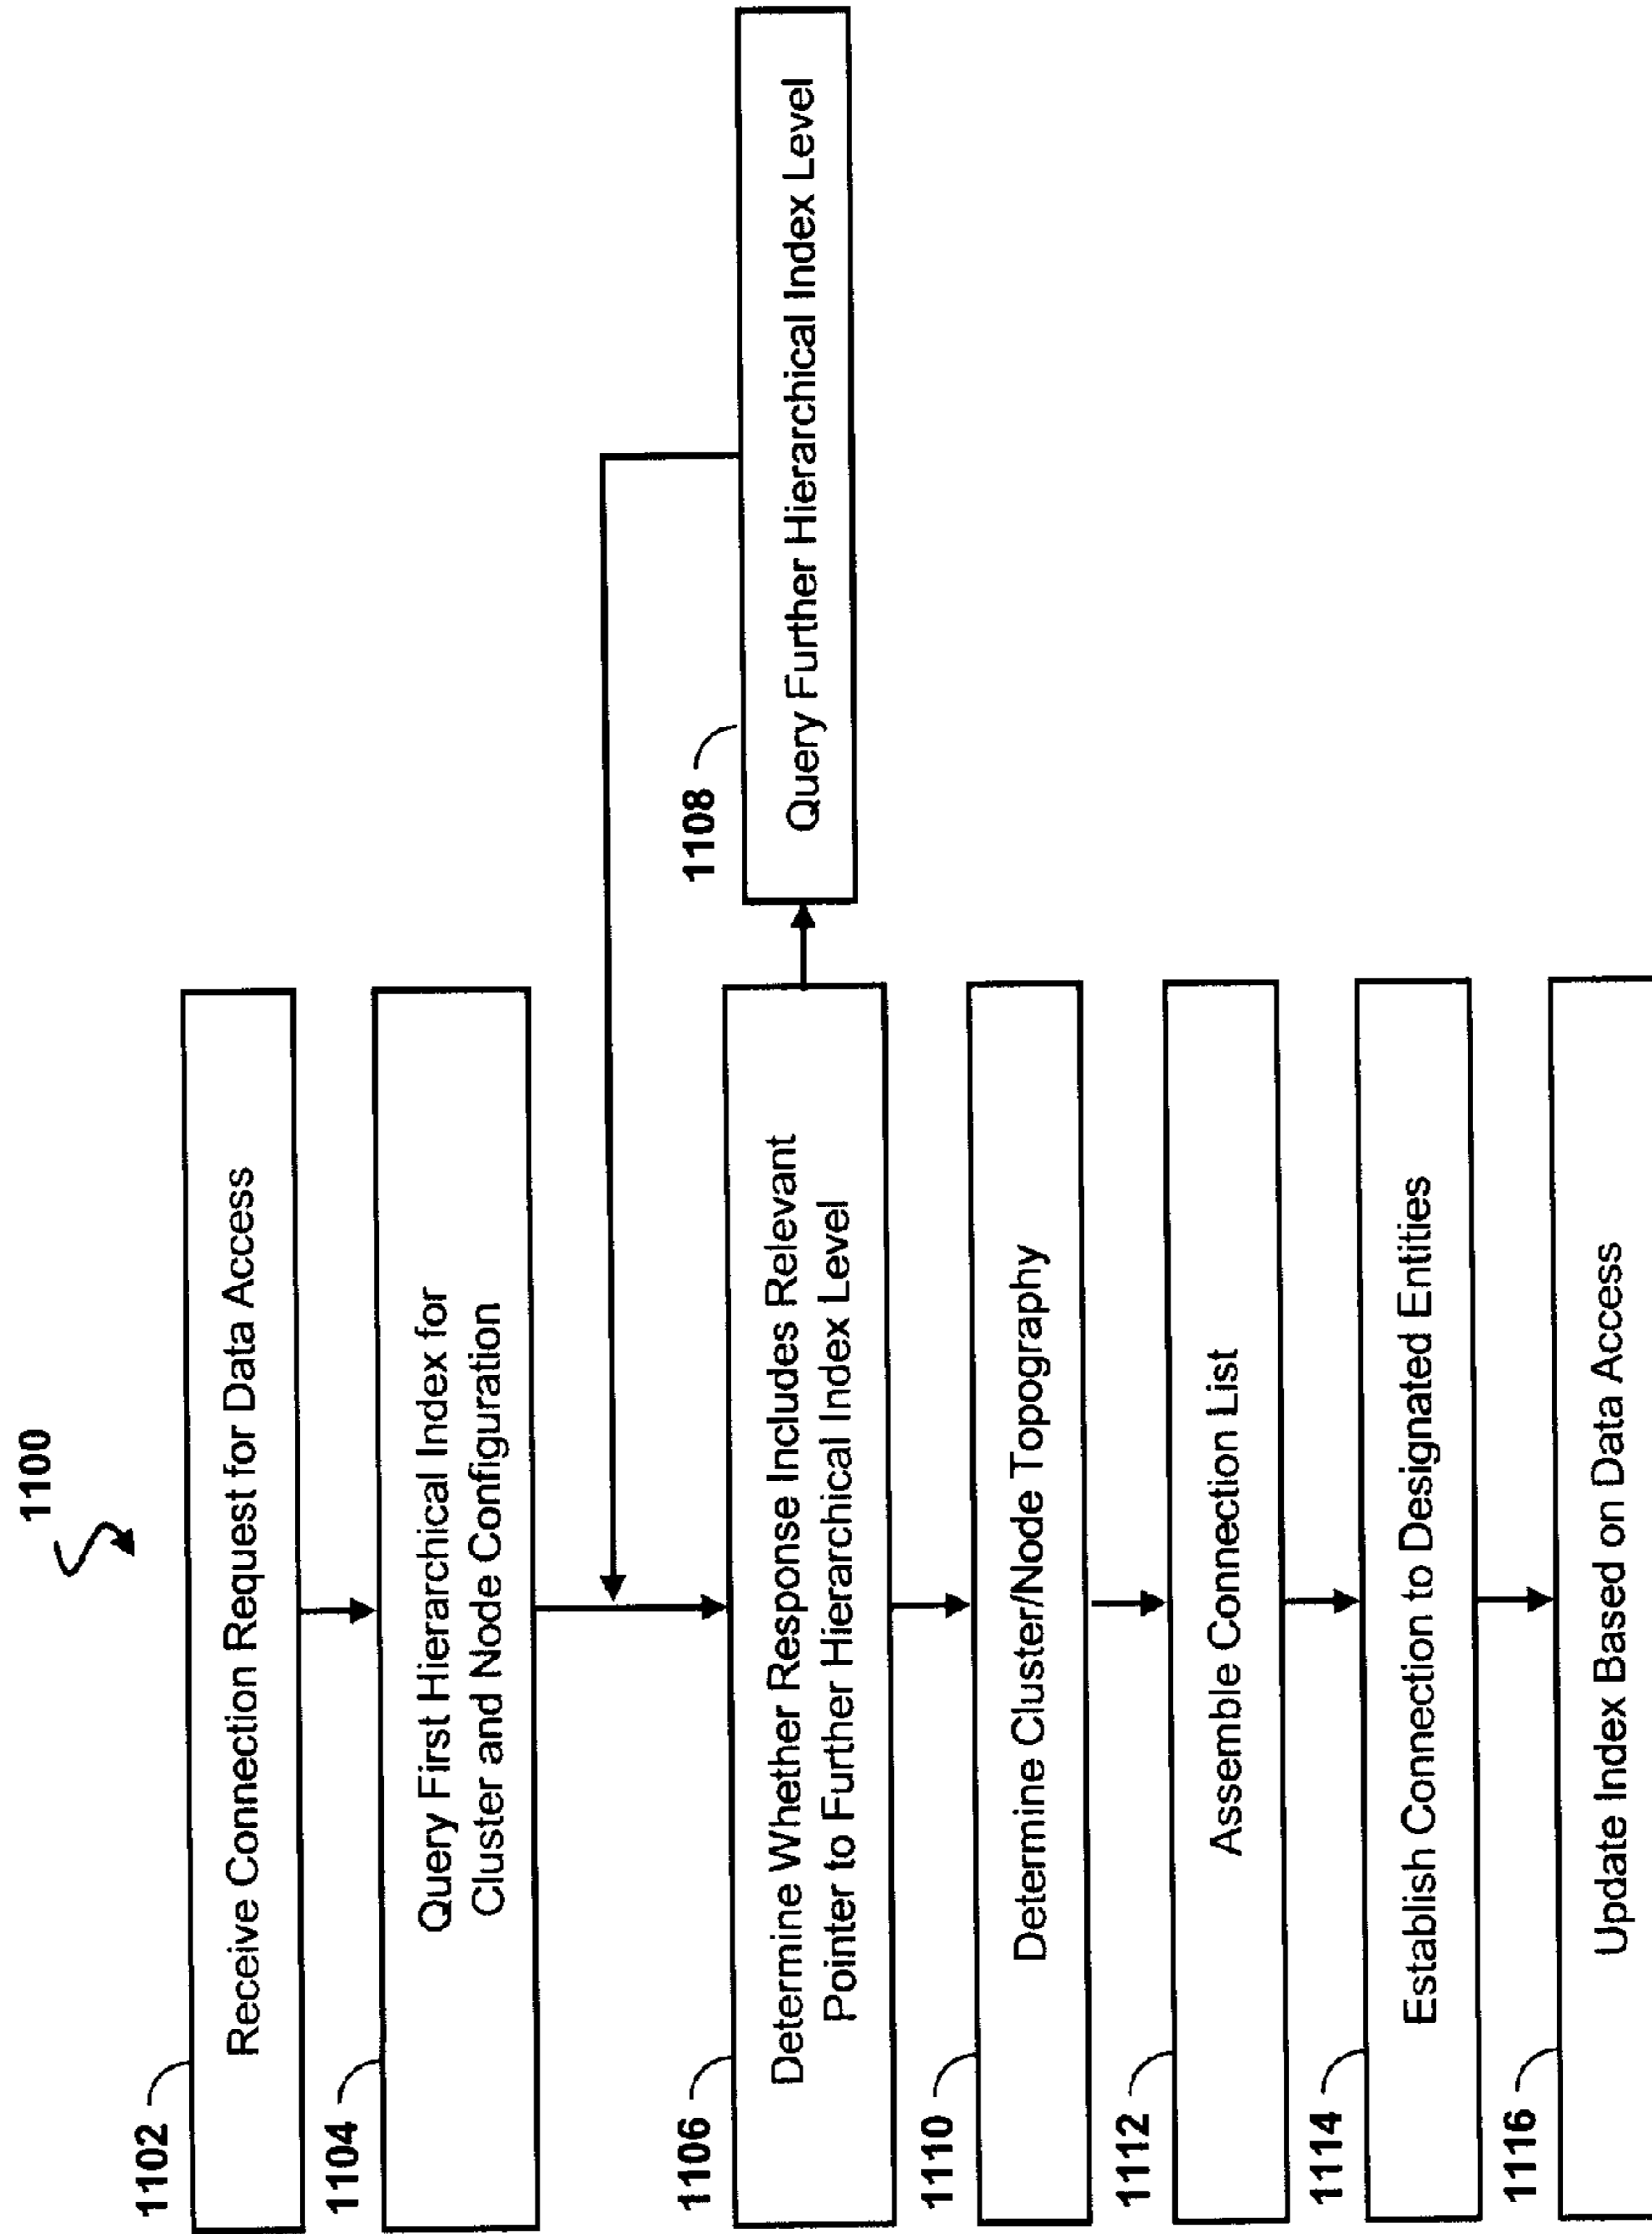 1100
1102
Receive Connection Request for Data Access
1104
Query First Hierarchical Index for
Cluster and Node Configuration
1106
Determine Whether Response Includes Relevant
Pointer to Further Hierarchical Index Level
1108
Query Further Hierarchical Index Level
1110
Determine Cluster/Node Topography
1112
Assemble Connection List
1114
Establish Connection to Designated Entities
1116
Update Index Based on Data Access